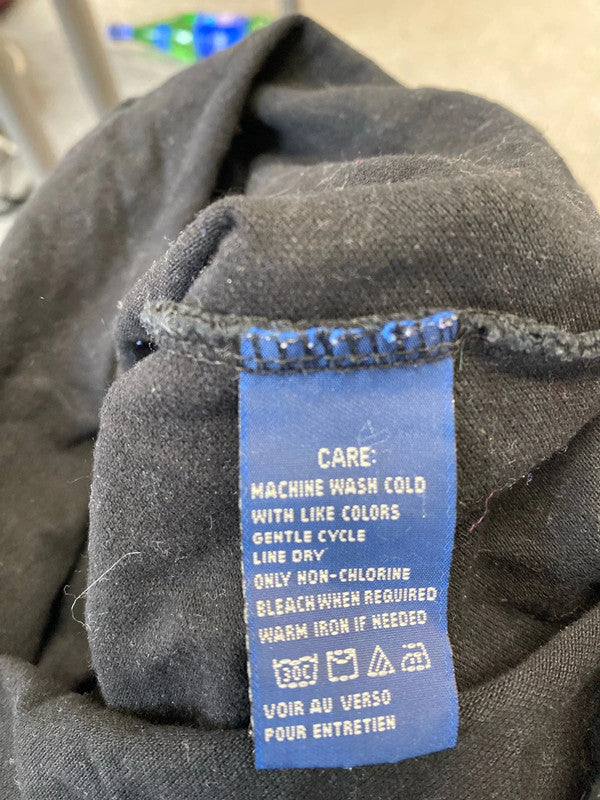 CARE:
MACHINE WASH COLD
WITH LIKE COLORS
GENTLE CYCLE
LINE DRY
ONLY NON-CHLORINE
BLEACH WHEN REQUIRED
WARM IRON IF NEEDED
30C
VOIR AU VERSO
POUR ENTRETIEN